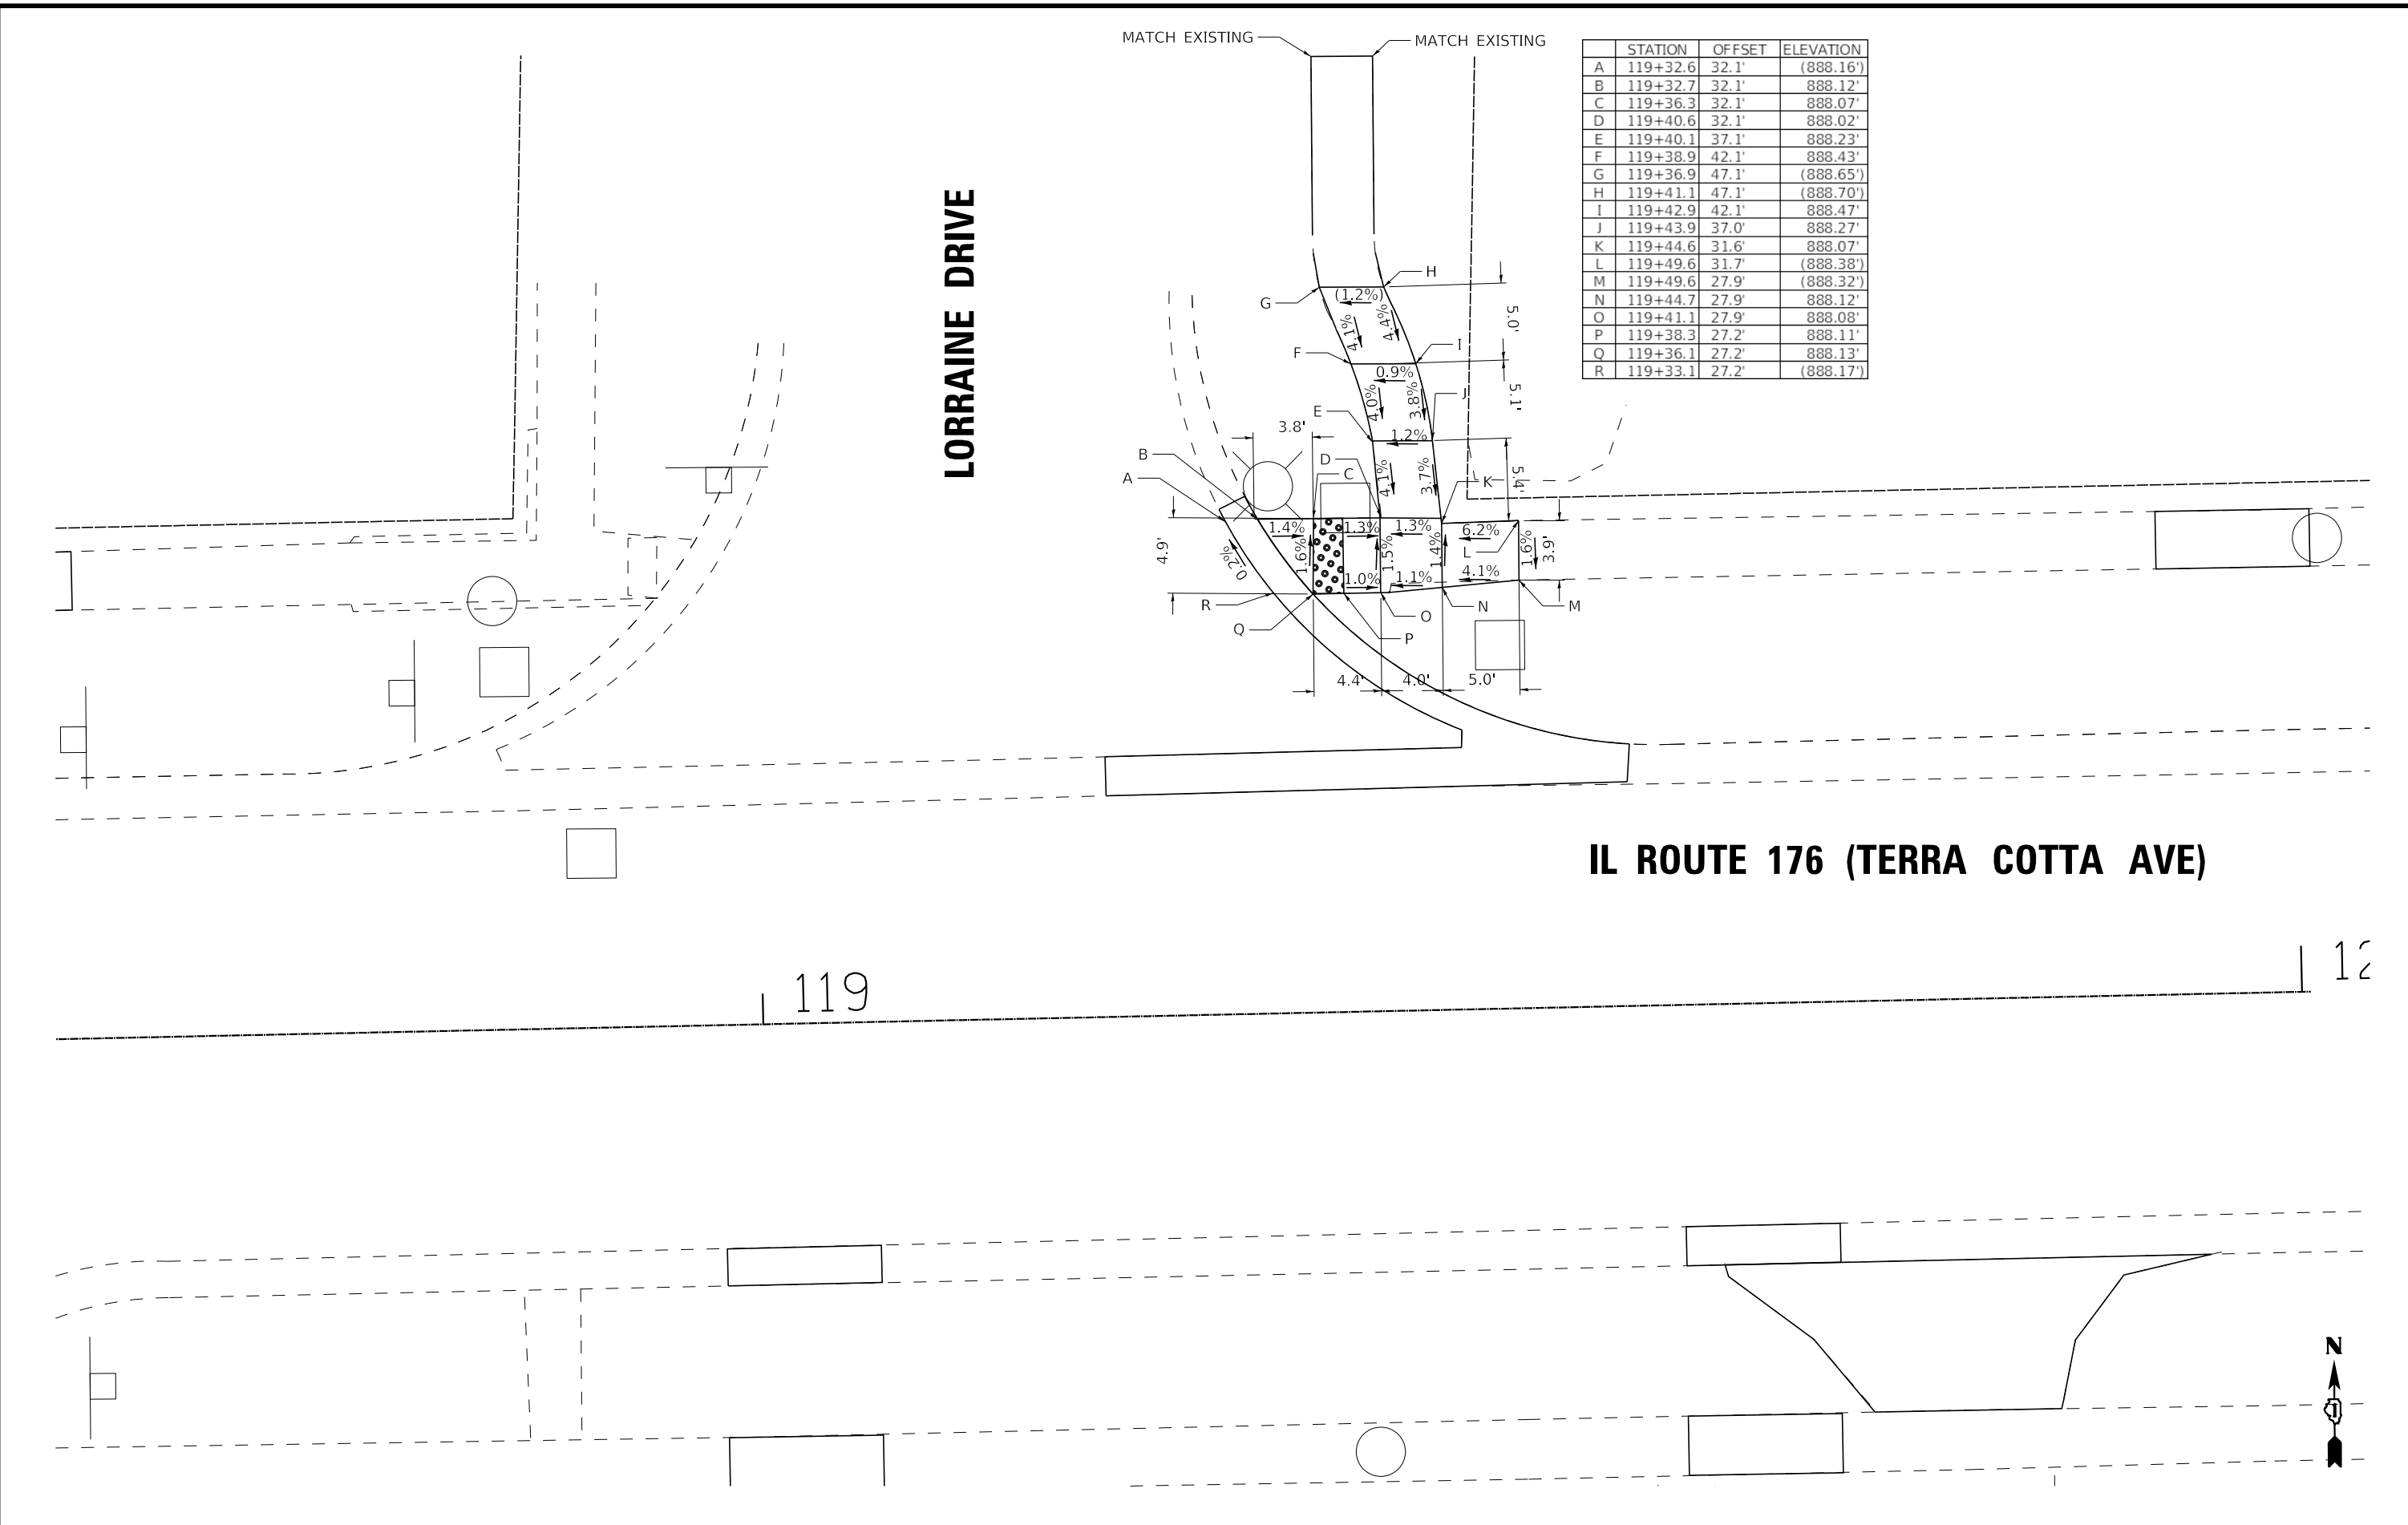 MATCH EXISTING
MATCH EXISTING
STATION OFFSET ELEVATION
A 119+32.6 32.1' (888.16')
B 119+32.7 32.1' 888.12'
C 119+36.3 32.1' 888.07'
D 119+40.6 32.1' 888.02'
E 119+40.1 37.1' 888.23'
F 119+38.9 42.1' 888.43'
G 119+36.9 47.1' (888.65')
H 119+41.1 47.1' (888.70')
I 119+42.9 42.1' 888.47'
J 119+43.9 37.0' 888.27'
K 119+44.6 31.6' 888.07'
L 119+49.6 31.7' (888.38')
M 119+49.6 27.9' (888.32')
N 119+44.7 27.9' 888.12'
O 119+41.1 27.9' 888.08'
P 119+38.3 27.2' 888.11'
Q 119+36.1 27.2' 888.13'
R 119+33.1 27.2' (888.17')
LORRAINE DRIVE
H
G
(1.2%)
4.1%
4.4%
5.0'
F
I
0.9%
4.0%
3.8%
5.1'
E
J
3.8'
1.2%
B
D
C
A
4.1%
3.7%
K
5.4'
1.4%
1.3%
1.3%
6.2%
L
4.9'
0.2%
1.6%
1.5%
1.4%
1.9%
3.9'
1.0%
1.1%
4.1%
R
Q
O
P
N
M
4.4'
4.0'
5.0'
IL ROUTE 176 (TERRA COTTA AVE)
119
12
N